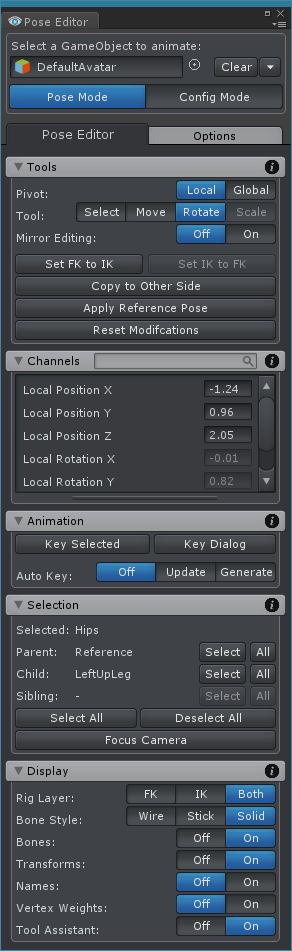 Pose Editor
Select a GameObject to animate:
DefaultAvatar Clear
Pose Mode Config Mode
Pose Editor Options
Tools
Pivot: Local Global
Tool: Select Move Rotate Scale
Mirror Editing: Off On
Set FK to IK Set IK to FK
Copy to Other Side
Apply Reference Pose
Reset Modifcations
Channels
Local Position X -1.24
Local Position Y 0.96
Local Position Z 2.05
Local Rotation X -0.01
Local Rotation Y 0.82
Animation
Key Selected Key Dialog
Auto Key: Off Update Generate
Selection
Selected: Hips
Parent: Reference Select All
Child: LeftUpLeg Select All
Sibling: - Select All
Select All Deselect All
Focus Camera
Display
Rig Layer: FK IK Both
Bone Style: Wire Stick Solid
Bones: Off On
Transforms: Off On
Names: Off On
Vertex Weights: Off On
Tool Assistant: Off On